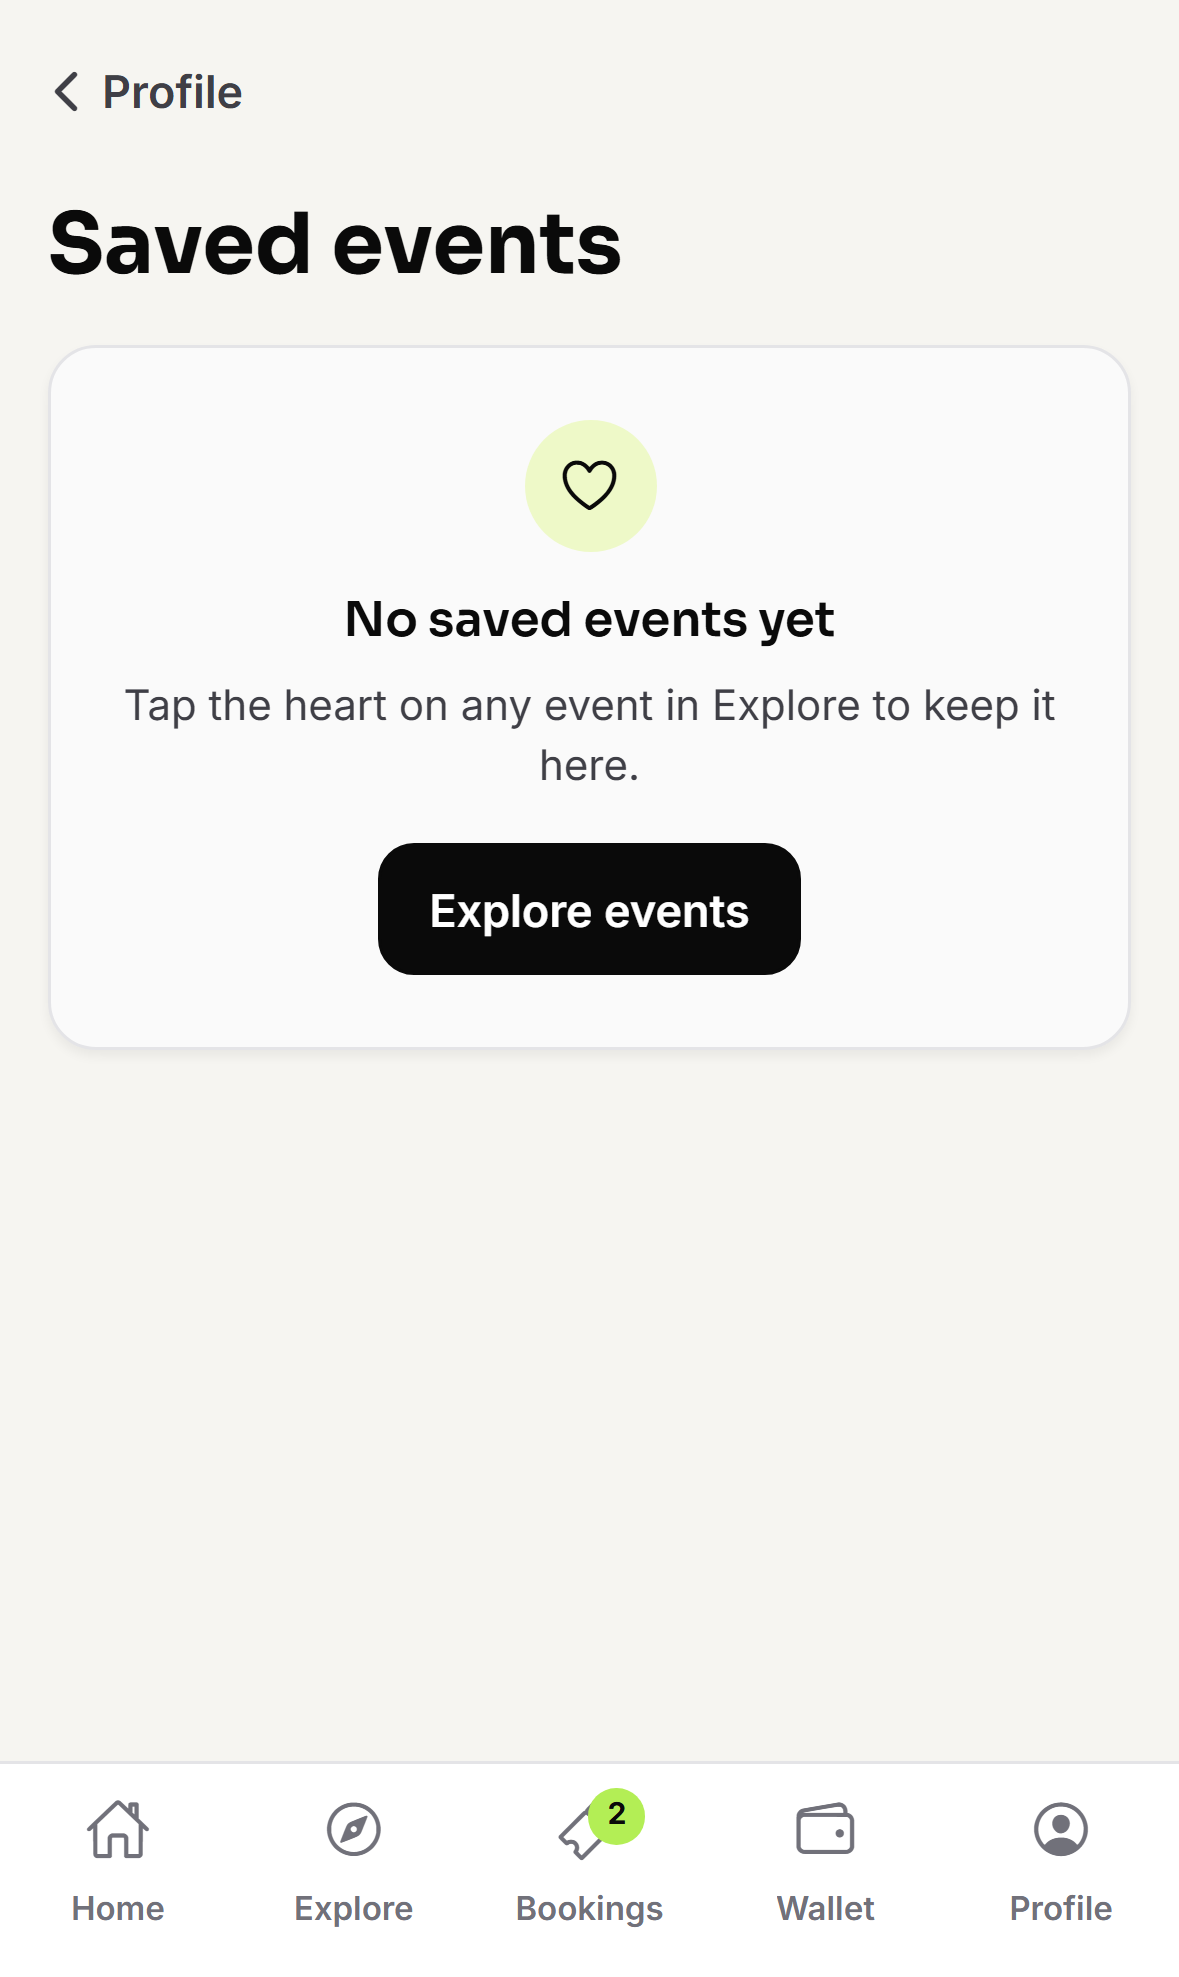 Profile
Saved events
No saved events yet
Tap the heart on any event in Explore to keep it
here.
Explore events
2
Home
Explore
Bookings
Wallet
Profile